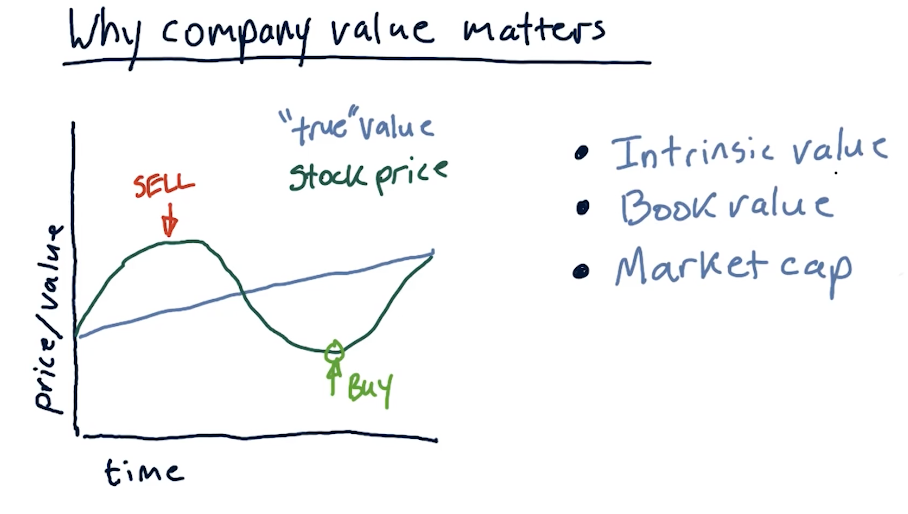 Why company value matters
"true" value
Stock price
SELL
price/value
BUY
time
• Intrinsic value
• Book value
• Market cap